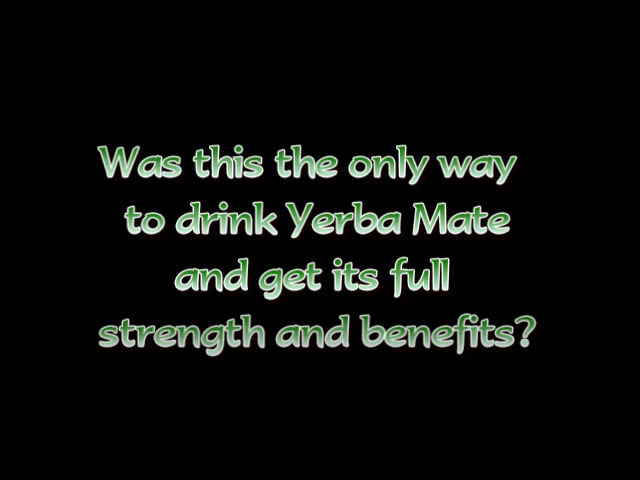 Was this the only way
to drink Yerba Mate
and get its full
strength and benefits?